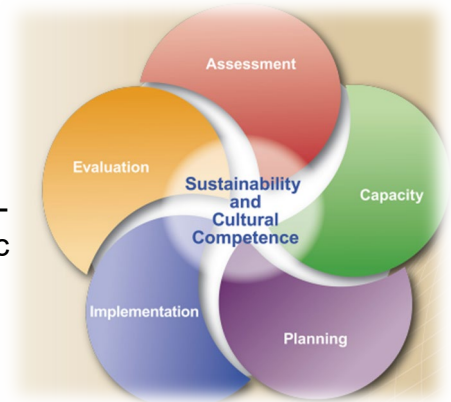 Assessment
Capacity
Planning
Implementation
Evaluation
Sustainability
and
Cultural
Competence
-
c